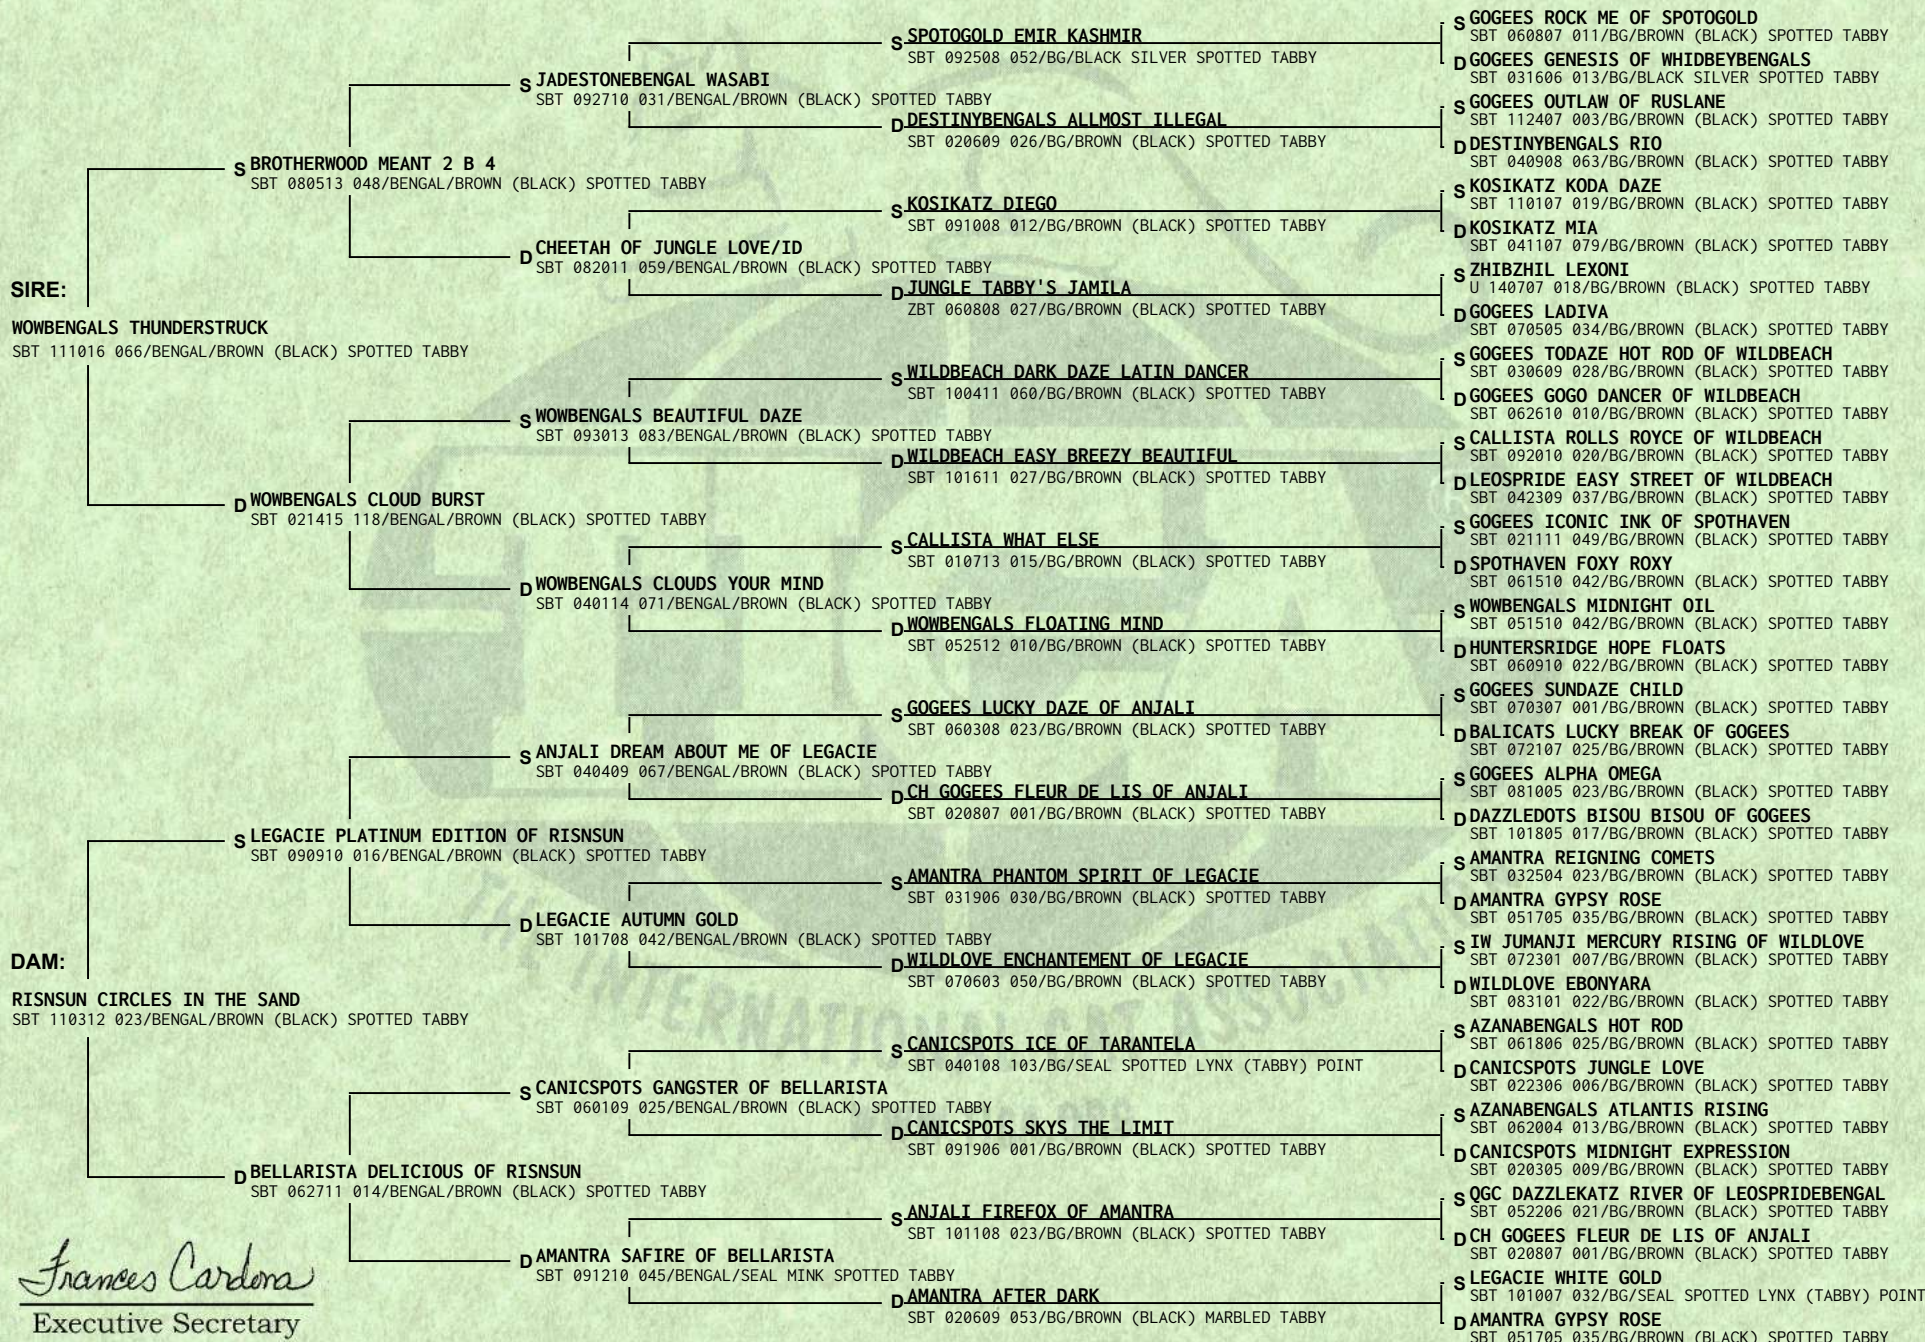 SIRE:
WOWBENGALS THUNDERSTRUCK
SBT 111016 066/BENGAL/BROWN (BLACK) SPOTTED TABBY
S BROTHERWOOD MEANT 2 B 4
SBT 080513 048/BENGAL/BROWN (BLACK) SPOTTED TABBY
D WOWBENGALS CLOUD BURST
SBT 021415 118/BENGAL/BROWN (BLACK) SPOTTED TABBY
S JADESTONEBENGAL WASABI
SBT 092710 031/BENGAL/BROWN (BLACK) SPOTTED TABBY
D CHEETAH OF JUNGLE LOVE/ID
SBT 082011 059/BENGAL/BROWN (BLACK) SPOTTED TABBY
S WOWBENGALS BEAUTIFUL DAZE
SBT 093013 083/BENGAL/BROWN (BLACK) SPOTTED TABBY
D WOWBENGALS CLOUDS YOUR MIND
SBT 040114 071/BENGAL/BROWN (BLACK) SPOTTED TABBY
S SPOTOGOLD EMIR KASHMIR
SBT 092508 052/BG/BLACK SILVER SPOTTED TABBY
D DESTINYBENGALS ALLMOST ILLEGAL
SBT 020609 026/BG/BROWN (BLACK) SPOTTED TABBY
S KOSIKATZ DIEGO
SBT 091008 012/BG/BROWN (BLACK) SPOTTED TABBY
D JUNGLE TABBY'S JAMILA
ZBT 060808 027/BG/BROWN (BLACK) SPOTTED TABBY
S WILDBEACH DARK DAZE LATIN DANCER
SBT 100411 060/BG/BROWN (BLACK) SPOTTED TABBY
D WILDBEACH EASY BREEZY BEAUTIFUL
SBT 101611 027/BG/BROWN (BLACK) SPOTTED TABBY
S CALLISTA WHAT ELSE
SBT 010713 015/BG/BROWN (BLACK) SPOTTED TABBY
D WOWBENGALS FLOATING MIND
SBT 052512 010/BG/BROWN (BLACK) SPOTTED TABBY
S GOGEES ROCK ME OF SPOTOGOLD
SBT 060807 011/BG/BROWN (BLACK) SPOTTED TABBY
D GOGEES GENESIS OF WHIDBEYBENGALS
SBT 031606 013/BG/BLACK SILVER SPOTTED TABBY
S GOGEES OUTLAW OF RUSLANE
SBT 112407 003/BG/BROWN (BLACK) SPOTTED TABBY
D DESTINYBENGALS RIO
SBT 040908 063/BG/BROWN (BLACK) SPOTTED TABBY
S KOSIKATZ KODA DAZE
SBT 110107 019/BG/BROWN (BLACK) SPOTTED TABBY
D KOSIKATZ MIA
SBT 041107 079/BG/BROWN (BLACK) SPOTTED TABBY
S ZHIBZHIL LEXONI
U 140707 018/BG/BROWN (BLACK) SPOTTED TABBY
D GOGEES LADIVA
SBT 070505 034/BG/BROWN (BLACK) SPOTTED TABBY
S GOGEES TODAZE HOT ROD OF WILDBEACH
SBT 030609 028/BG/BROWN (BLACK) SPOTTED TABBY
D GOGEES GOGO DANCER OF WILDBEACH
SBT 062610 010/BG/BROWN (BLACK) SPOTTED TABBY
S CALLISTA ROLLS ROYCE OF WILDBEACH
SBT 092010 020/BG/BROWN (BLACK) SPOTTED TABBY
D LEOSPRIDE EASY STREET OF WILDBEACH
SBT 042309 037/BG/BROWN (BLACK) SPOTTED TABBY
S GOGEES ICONIC INK OF SPOTHAVEN
SBT 021111 049/BG/BROWN (BLACK) SPOTTED TABBY
D SPOTHAVEN FOXY ROXY
SBT 061510 042/BG/BROWN (BLACK) SPOTTED TABBY
S WOWBENGALS MIDNIGHT OIL
SBT 051510 042/BG/BROWN (BLACK) SPOTTED TABBY
D HUNTERSRIDGE HOPE FLOATS
SBT 060910 022/BG/BROWN (BLACK) SPOTTED TABBY
DAM:
RISNSUN CIRCLES IN THE SAND
SBT 110312 023/BENGAL/BROWN (BLACK) SPOTTED TABBY
S LEGACIE PLATINUM EDITION OF RISNSUN
SBT 090910 016/BENGAL/BROWN (BLACK) SPOTTED TABBY
D BELLARISTA DELICIOUS OF RISNSUN
SBT 062711 014/BENGAL/BROWN (BLACK) SPOTTED TABBY
S ANJALI DREAM ABOUT ME OF LEGACIE
SBT 040409 067/BENGAL/BROWN (BLACK) SPOTTED TABBY
D LEGACIE AUTUMN GOLD
SBT 101708 042/BENGAL/BROWN (BLACK) SPOTTED TABBY
S CANICSPOTS GANGSTER OF BELLARISTA
SBT 060109 025/BENGAL/BROWN (BLACK) SPOTTED TABBY
D AMANTRA SAFIRE OF BELLARISTA
SBT 091210 045/BENGAL/SEAL MINK SPOTTED TABBY
S GOGEES LUCKY DAZE OF ANJALI
SBT 060308 023/BG/BROWN (BLACK) SPOTTED TABBY
D CH GOGEES FLEUR DE LIS OF ANJALI
SBT 020807 001/BG/BROWN (BLACK) SPOTTED TABBY
S AMANTRA PHANTOM SPIRIT OF LEGACIE
SBT 031906 030/BG/BROWN (BLACK) SPOTTED TABBY
D WILDLOVE ENCHANTEMENT OF LEGACIE
SBT 070603 050/BG/BROWN (BLACK) SPOTTED TABBY
S CANICSPOTS ICE OF TARANTELA
SBT 040108 103/BG/SEAL SPOTTED LYNX (TABBY) POINT
D CANICSPOTS SKYS THE LIMIT
SBT 091906 001/BG/BROWN (BLACK) SPOTTED TABBY
S ANJALI FIREFOX OF AMANTRA
SBT 101108 023/BG/BROWN (BLACK) SPOTTED TABBY
D AMANTRA AFTER DARK
SBT 020609 053/BG/BROWN (BLACK) MARBLED TABBY
S GOGEES SUNDAZE CHILD
SBT 070307 001/BG/BROWN (BLACK) SPOTTED TABBY
D BALICATS LUCKY BREAK OF GOGEES
SBT 072107 025/BG/BROWN (BLACK) SPOTTED TABBY
S GOGEES ALPHA OMEGA
SBT 081005 023/BG/BROWN (BLACK) SPOTTED TABBY
D DAZZLEDOTS BISOU BISOU OF GOGEES
SBT 101805 017/BG/BROWN (BLACK) SPOTTED TABBY
S AMANTRA REIGNING COMETS
SBT 032504 023/BG/BROWN (BLACK) SPOTTED TABBY
D AMANTRA GYPSY ROSE
SBT 051705 035/BG/BROWN (BLACK) SPOTTED TABBY
S IW JUMANJI MERCURY RISING OF WILDLOVE
SBT 072301 007/BG/BROWN (BLACK) SPOTTED TABBY
D WILDLOVE EBONYARA
SBT 083101 022/BG/BROWN (BLACK) SPOTTED TABBY
S AZANABENGALS HOT ROD
SBT 061806 025/BG/BROWN (BLACK) SPOTTED TABBY
D CANICSPOTS JUNGLE LOVE
SBT 022306 006/BG/BROWN (BLACK) SPOTTED TABBY
S AZANABENGALS ATLANTIS RISING
SBT 062004 013/BG/BROWN (BLACK) SPOTTED TABBY
D CANICSPOTS MIDNIGHT EXPRESSION
SBT 020305 009/BG/BROWN (BLACK) SPOTTED TABBY
S QGC DAZZLEKATZ RIVER OF LEOSPRIDEBENGAL
SBT 052206 021/BG/BROWN (BLACK) SPOTTED TABBY
D CH GOGEES FLEUR DE LIS OF ANJALI
SBT 020807 001/BG/BROWN (BLACK) SPOTTED TABBY
S LEGACIE WHITE GOLD
SBT 101007 032/BG/SEAL SPOTTED LYNX (TABBY) POINT
D AMANTRA GYPSY ROSE
SBT 051705 035/BG/BROWN (BLACK) SPOTTED TABBY
TICA
THE INTERNATIONAL CAT ASSOCIATION
Frances Cardona
Executive Secretary